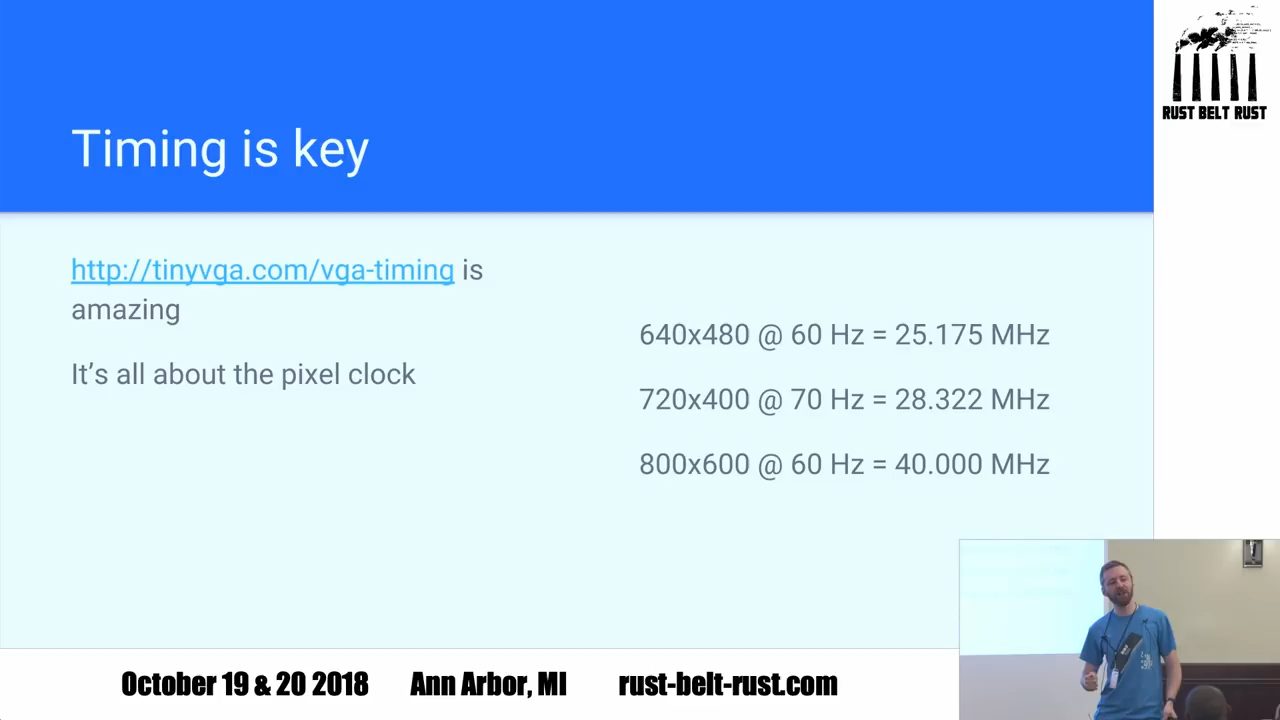 RUST BELT RUST
Timing is key
http://tinyvga.com/vga-timing is
amazing
It's all about the pixel clock
640x480 @ 60 Hz = 25.175 MHz
720x400 @ 70 Hz = 28.322 MHz
800x600 @ 60 Hz = 40.000 MHz
October 19 & 20 2018 Ann Arbor, MI rust-belt-rust.com